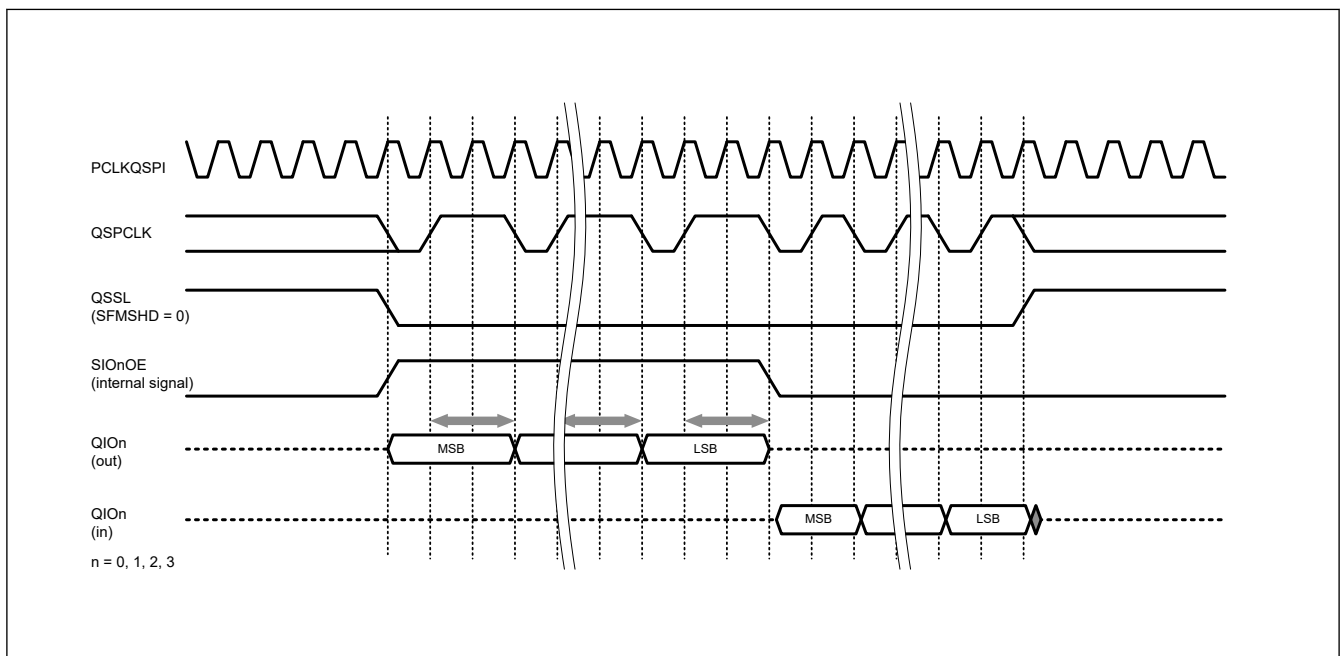 PCLKQSPI
QSPCLK
QSSL
(SFMSHD = 0)
SIOnOE
(internal signal)
QIOn
(out)
MSB
LSB
QIOn
(in)
MSB
LSB
n = 0, 1, 2, 3